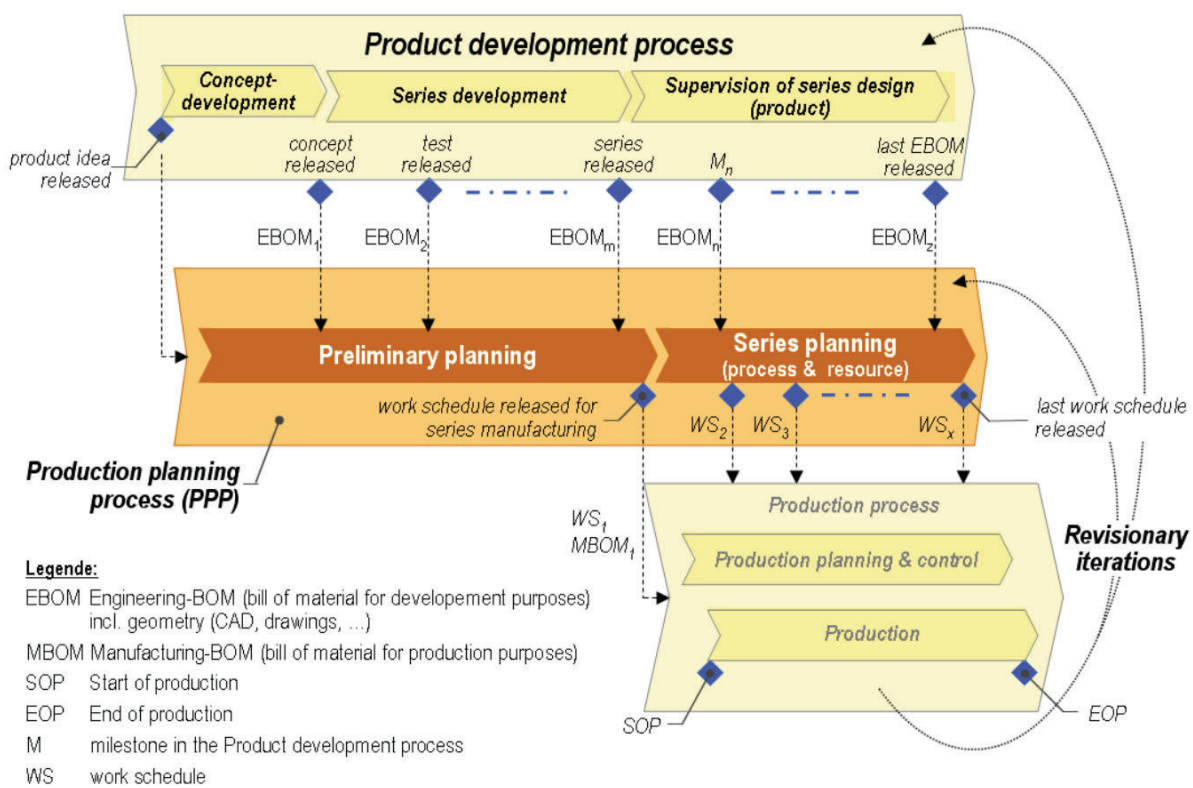 Product development process
Concept-
development
Series development
Supervision of series design
(product)
product idea
released
concept
released
test
released
series
released
Mn
last EBOM
released
EBOM1
EBOM2
EBOMm
EBOMn
EBOMz
Preliminary planning
Series planning
(process & resource)
work schedule released for
series manufacturing
WS2
WS3
WSx
last work schedule
released
Production planning
process (PPP)
WS1
MBOM1
Production process
Production planning & control
Production
Revisionary
iterations
SOP
EOP
Legende:
EBOM Engineering-BOM (bill of material for developement purposes)
incl. geometry (CAD, drawings, ...)
MBOM Manufacturing-BOM (bill of material for production purposes)
SOP Start of production
EOP End of production
M milestone in the Product development process
WS work schedule